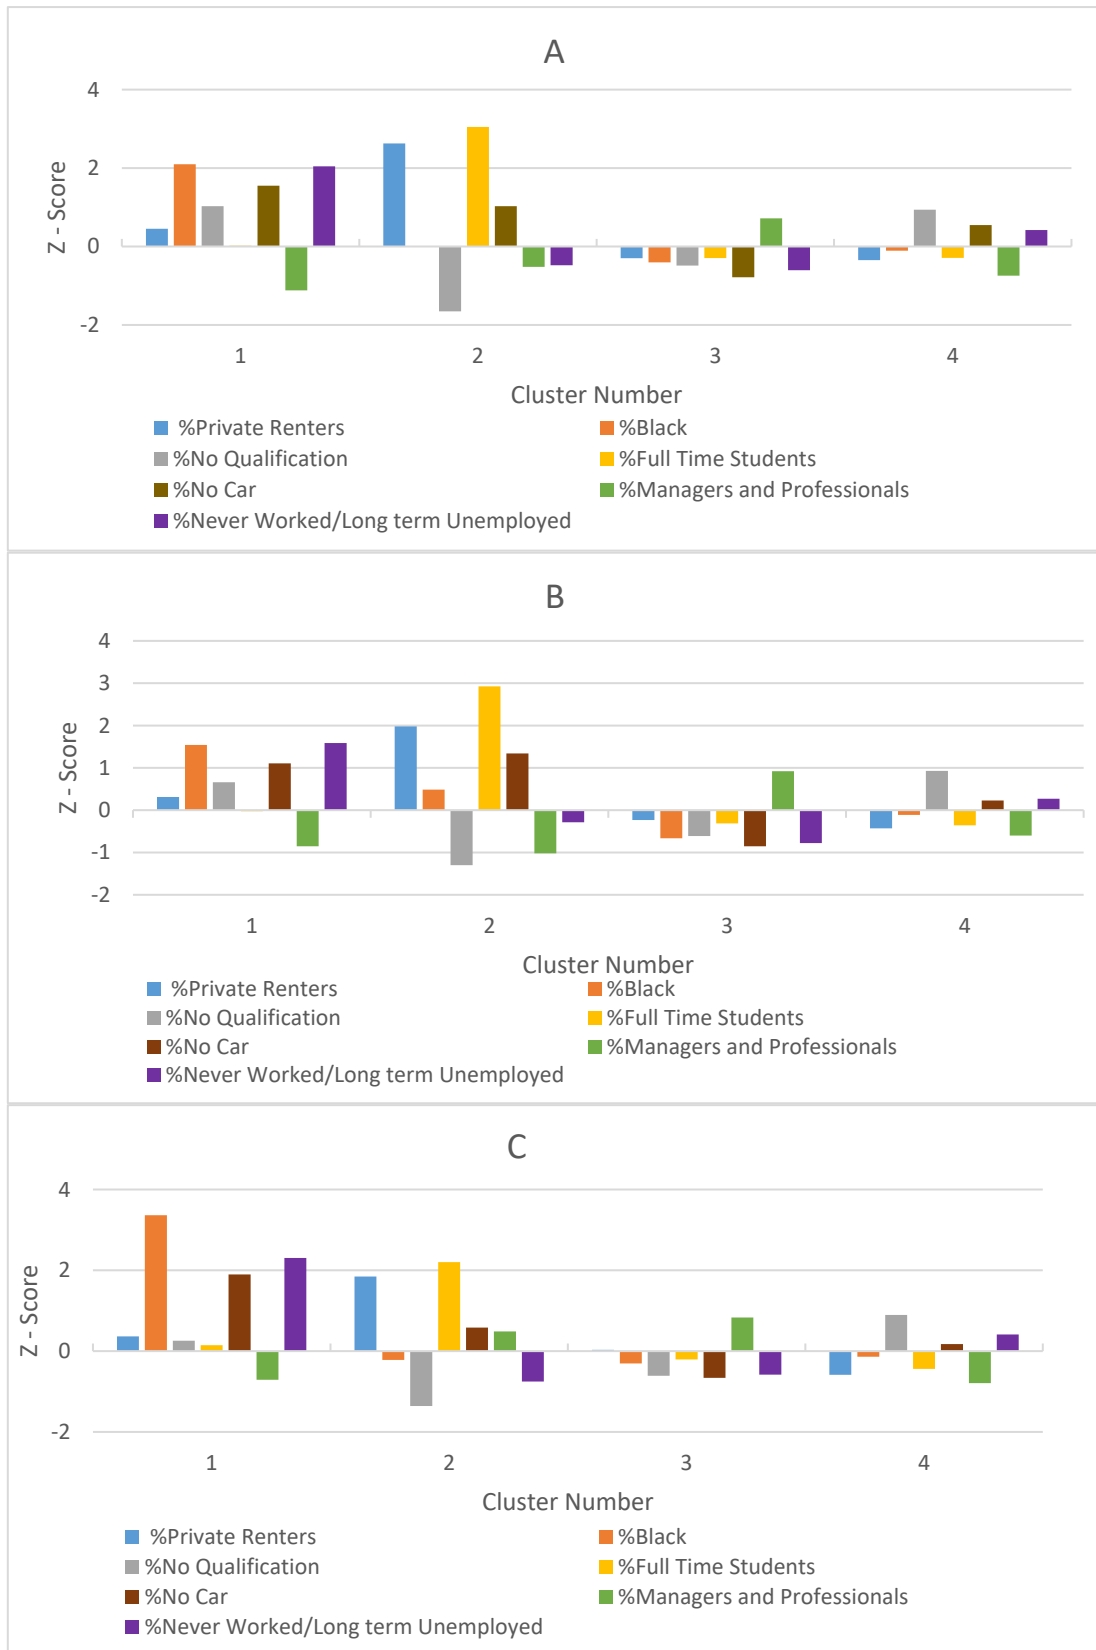 A
4
2
0
-2
Z - Score
1 2 3 4
Cluster Number
%Private Renters %Black
%No Qualification %Full Time Students
%No Car %Managers and Professionals
%Never Worked/Long term Unemployed
B
4
3
2
1
0
-1
-2
Z - Score
1 2 3 4
Cluster Number
%Private Renters %Black
%No Qualification %Full Time Students
%No Car %Managers and Professionals
%Never Worked/Long term Unemployed
C
4
2
0
-2
Z - Score
1 2 3 4
Cluster Number
%Private Renters %Black
%No Qualification %Full Time Students
%No Car %Managers and Professionals
%Never Worked/Long term Unemployed